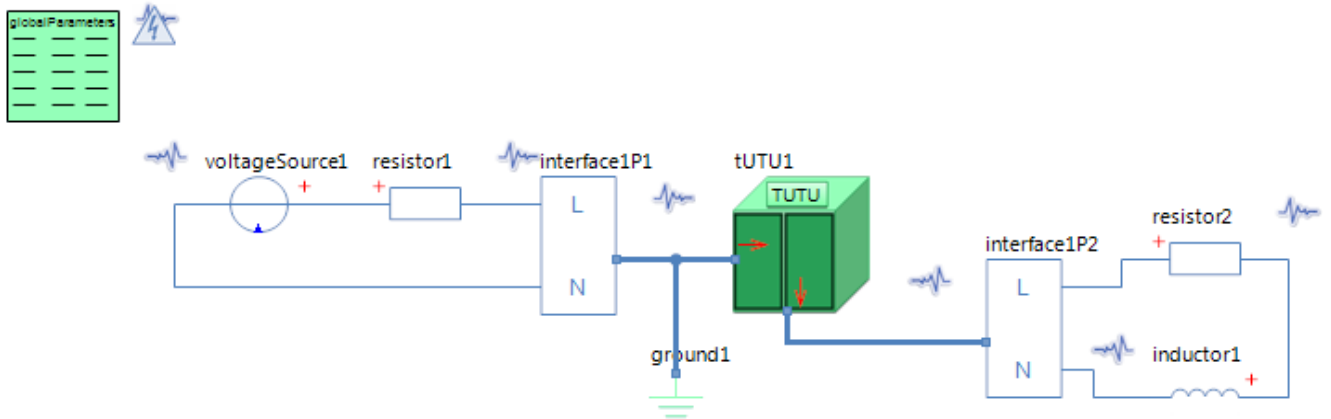 globalParameters
voltageSource1
resistor1
interface1P1
tUTU1
L
TUTU
N
ground1
interface1P2
resistor2
L
N
inductor1